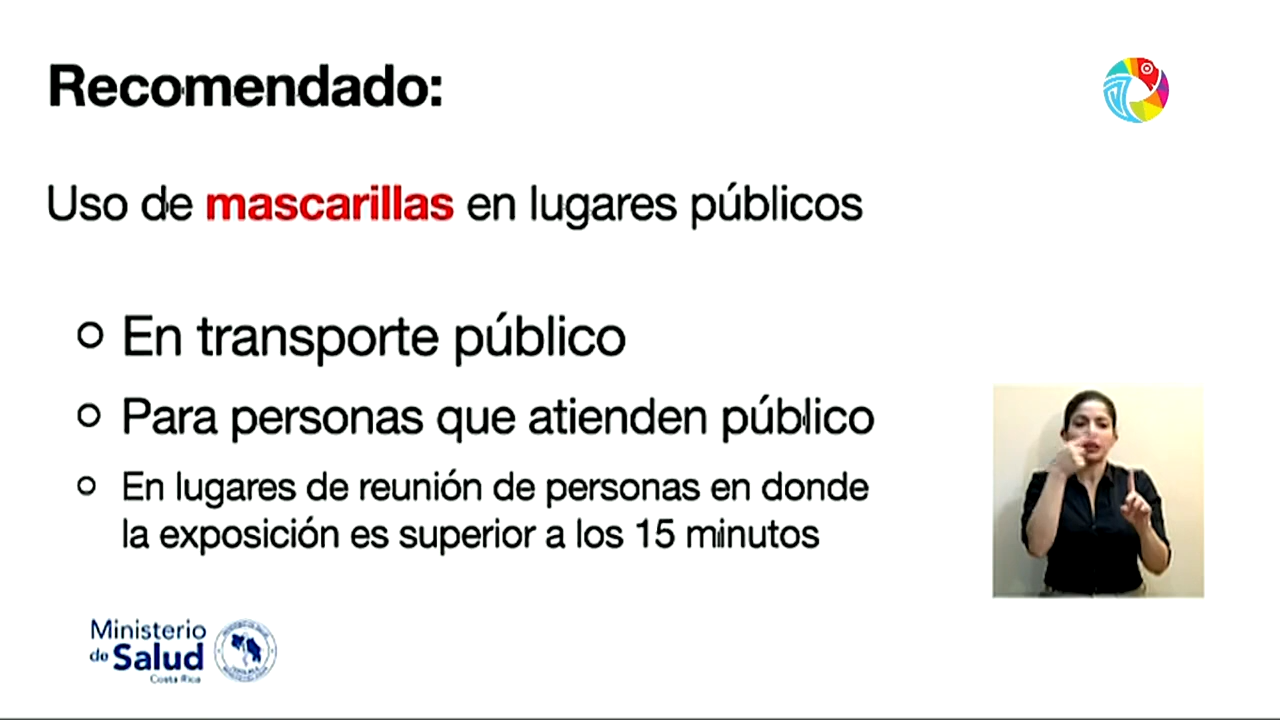 Recomendado:
Uso de mascarillas en lugares públicos
En transporte público
Para personas que atienden público
En lugares de reunión de personas en donde
la exposición es superior a los 15 minutos
Ministerio
de Salud
Costa Rica